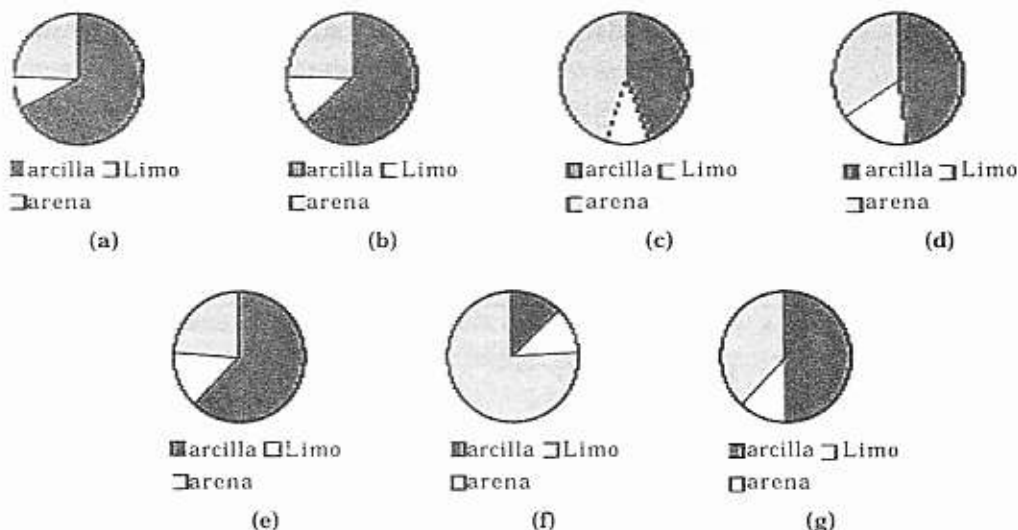 arcilla Limo
arena
(a)
arcilla Limo
arena
(b)
arcilla Limo
arena
(c)
arcilla Limo
arena
(d)
arcilla Limo
arena
(e)
arcilla Limo
arena
(f)
arcilla Limo
arena
(g)